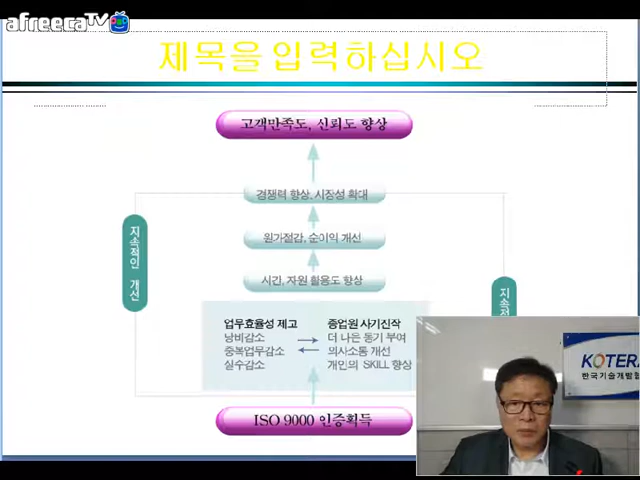 afreecaTV
제목을 입력하십시오
고객만족도, 신뢰도 향상
경쟁력 향상, 시장성 확대
원가절감, 순이익 개선
시간, 자원 활용도 향상
지속적인 개선
업무효율성 제고
낭비감소
중복업무감소
실수감소
종업원 사기진작
더 나은 동기 부여
의사소통 개선
개인의 SKILL 향상
ISO 9000 인증획득
KOTERA
한국기술개발